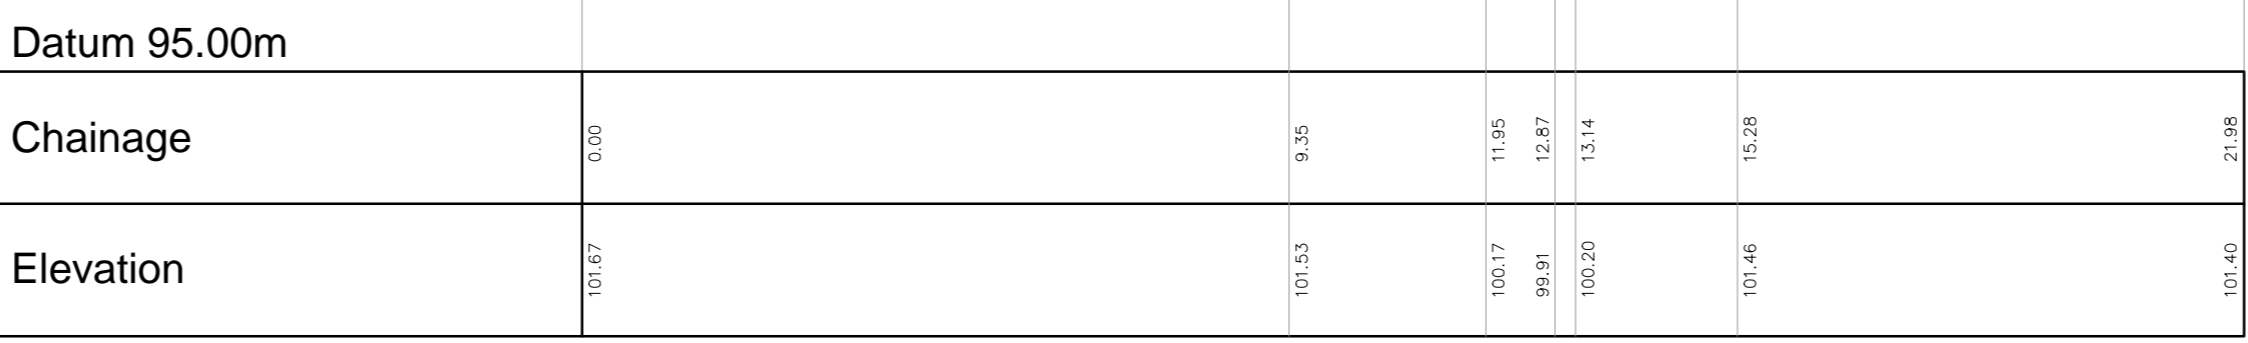 Datum 95.00m
Chainage 0.00 9.35 11.95 12.87 13.14 15.28 21.98
Elevation 101.67 101.53 100.17 99.91 100.20 101.46 101.40